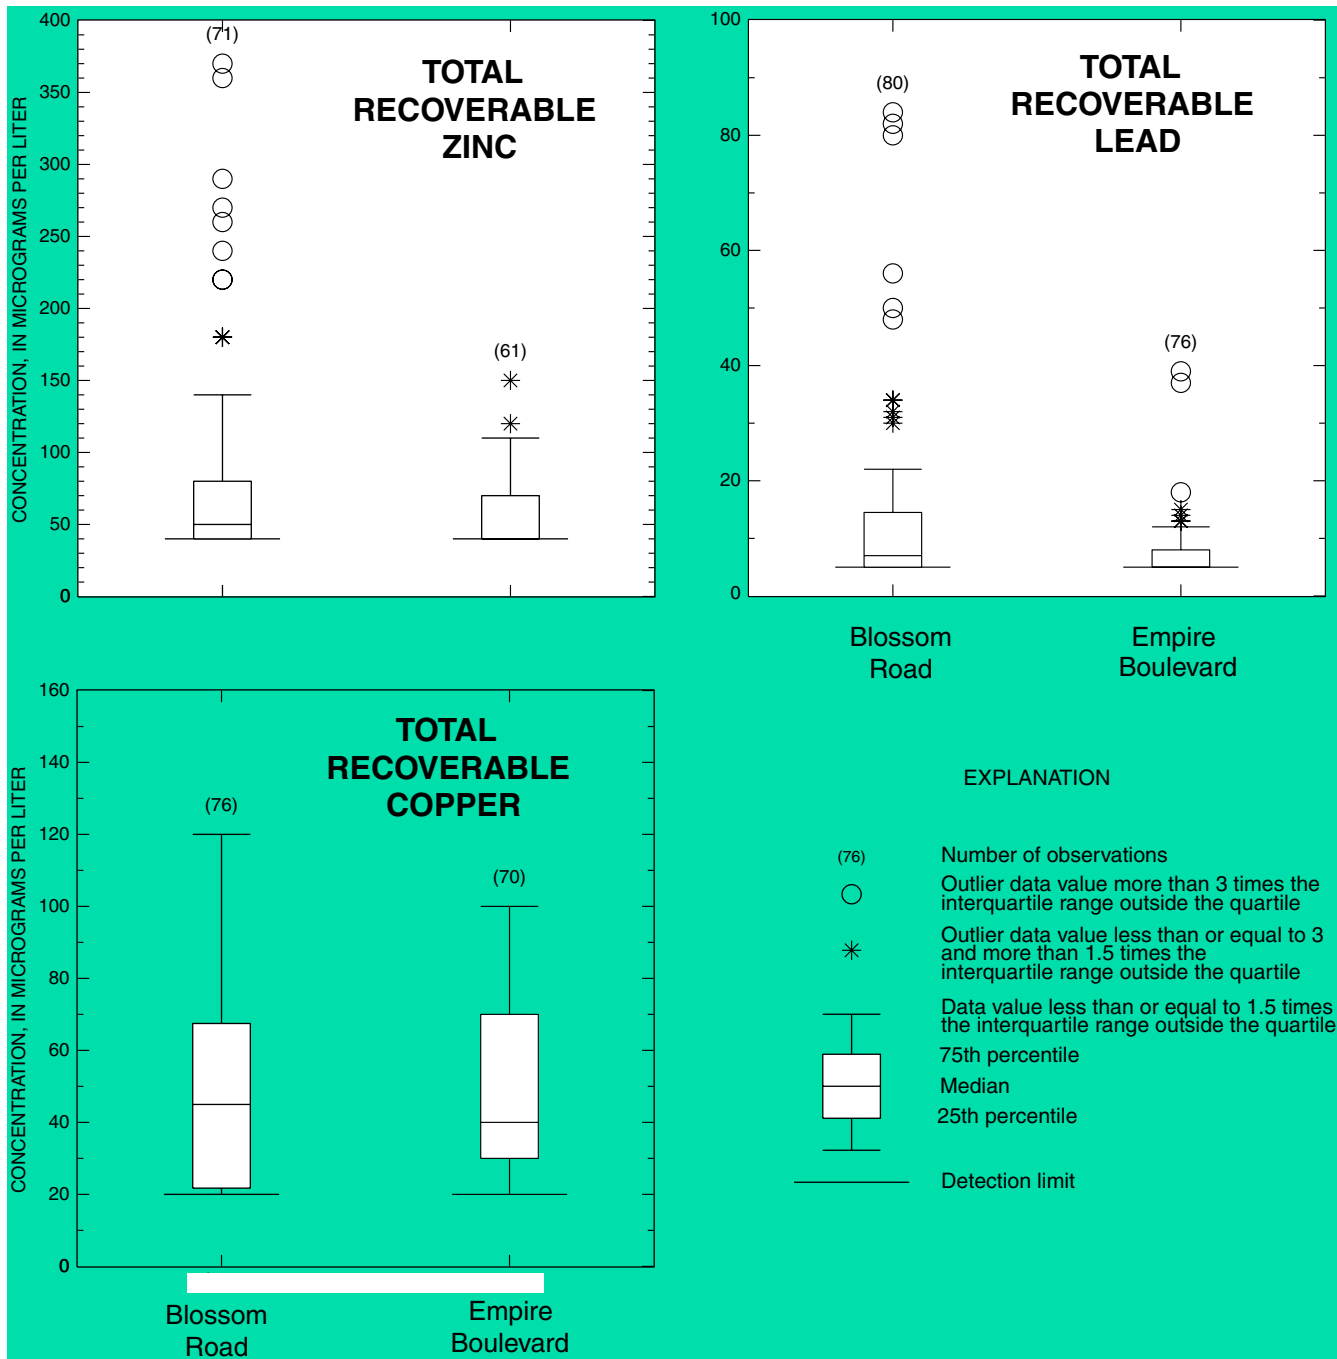 CONCENTRATION, IN MICROGRAMS PER LITER
400
350
300
250
200
150
100
50
0
(71)
(61)
TOTAL
RECOVERABLE
ZINC
100
80
60
40
20
0
(80)
(76)
TOTAL
RECOVERABLE
LEAD
Blossom
Road
Empire
Boulevard
CONCENTRATION, IN MICROGRAMS PER LITER
160
140
120
100
80
60
40
20
0
(76)
(70)
TOTAL
RECOVERABLE
COPPER
Blossom
Road
Empire
Boulevard
EXPLANATION
(76) Number of observations
Outlier data value more than 3 times the
interquartile range outside the quartile
Outlier data value less than or equal to 3
and more than 1.5 times the
interquartile range outside the quartile
Data value less than or equal to 1.5 times
the interquartile range outside the quartile
75th percentile
Median
25th percentile
Detection limit